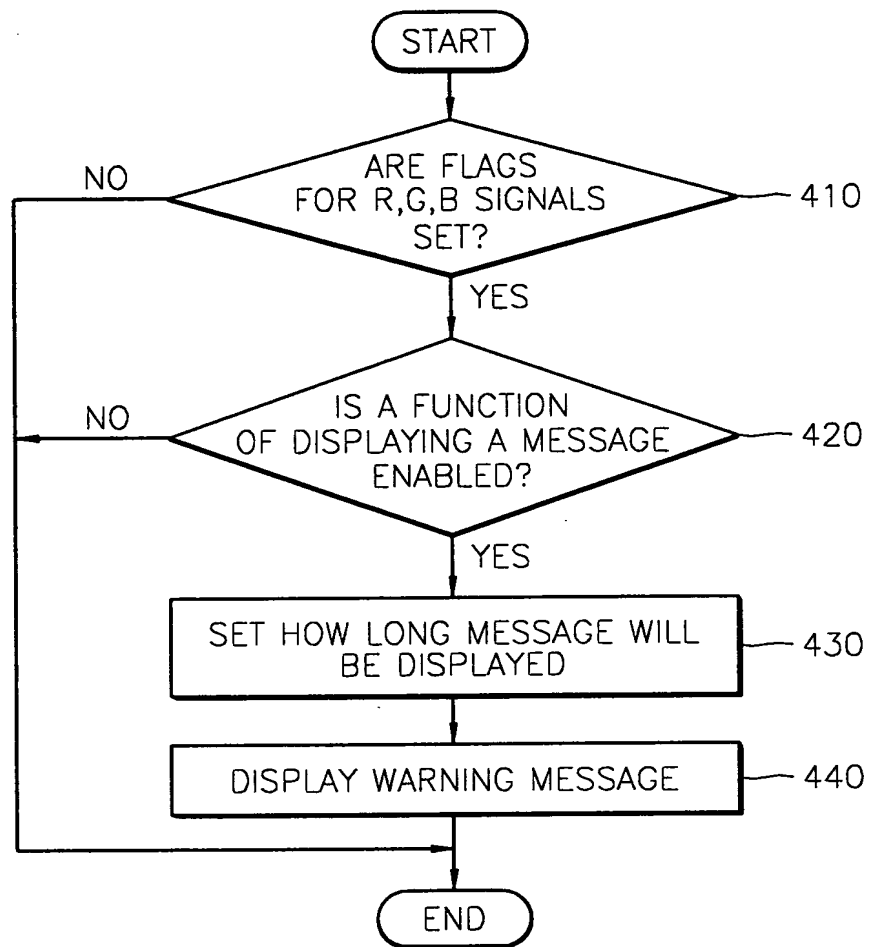 START
ARE FLAGS
FOR R,G,B SIGNALS
SET?
NO
410
YES
IS A FUNCTION
OF DISPLAYING A MESSAGE
ENABLED?
NO
420
YES
SET HOW LONG MESSAGE WILL
BE DISPLAYED
430
DISPLAY WARNING MESSAGE
440
END